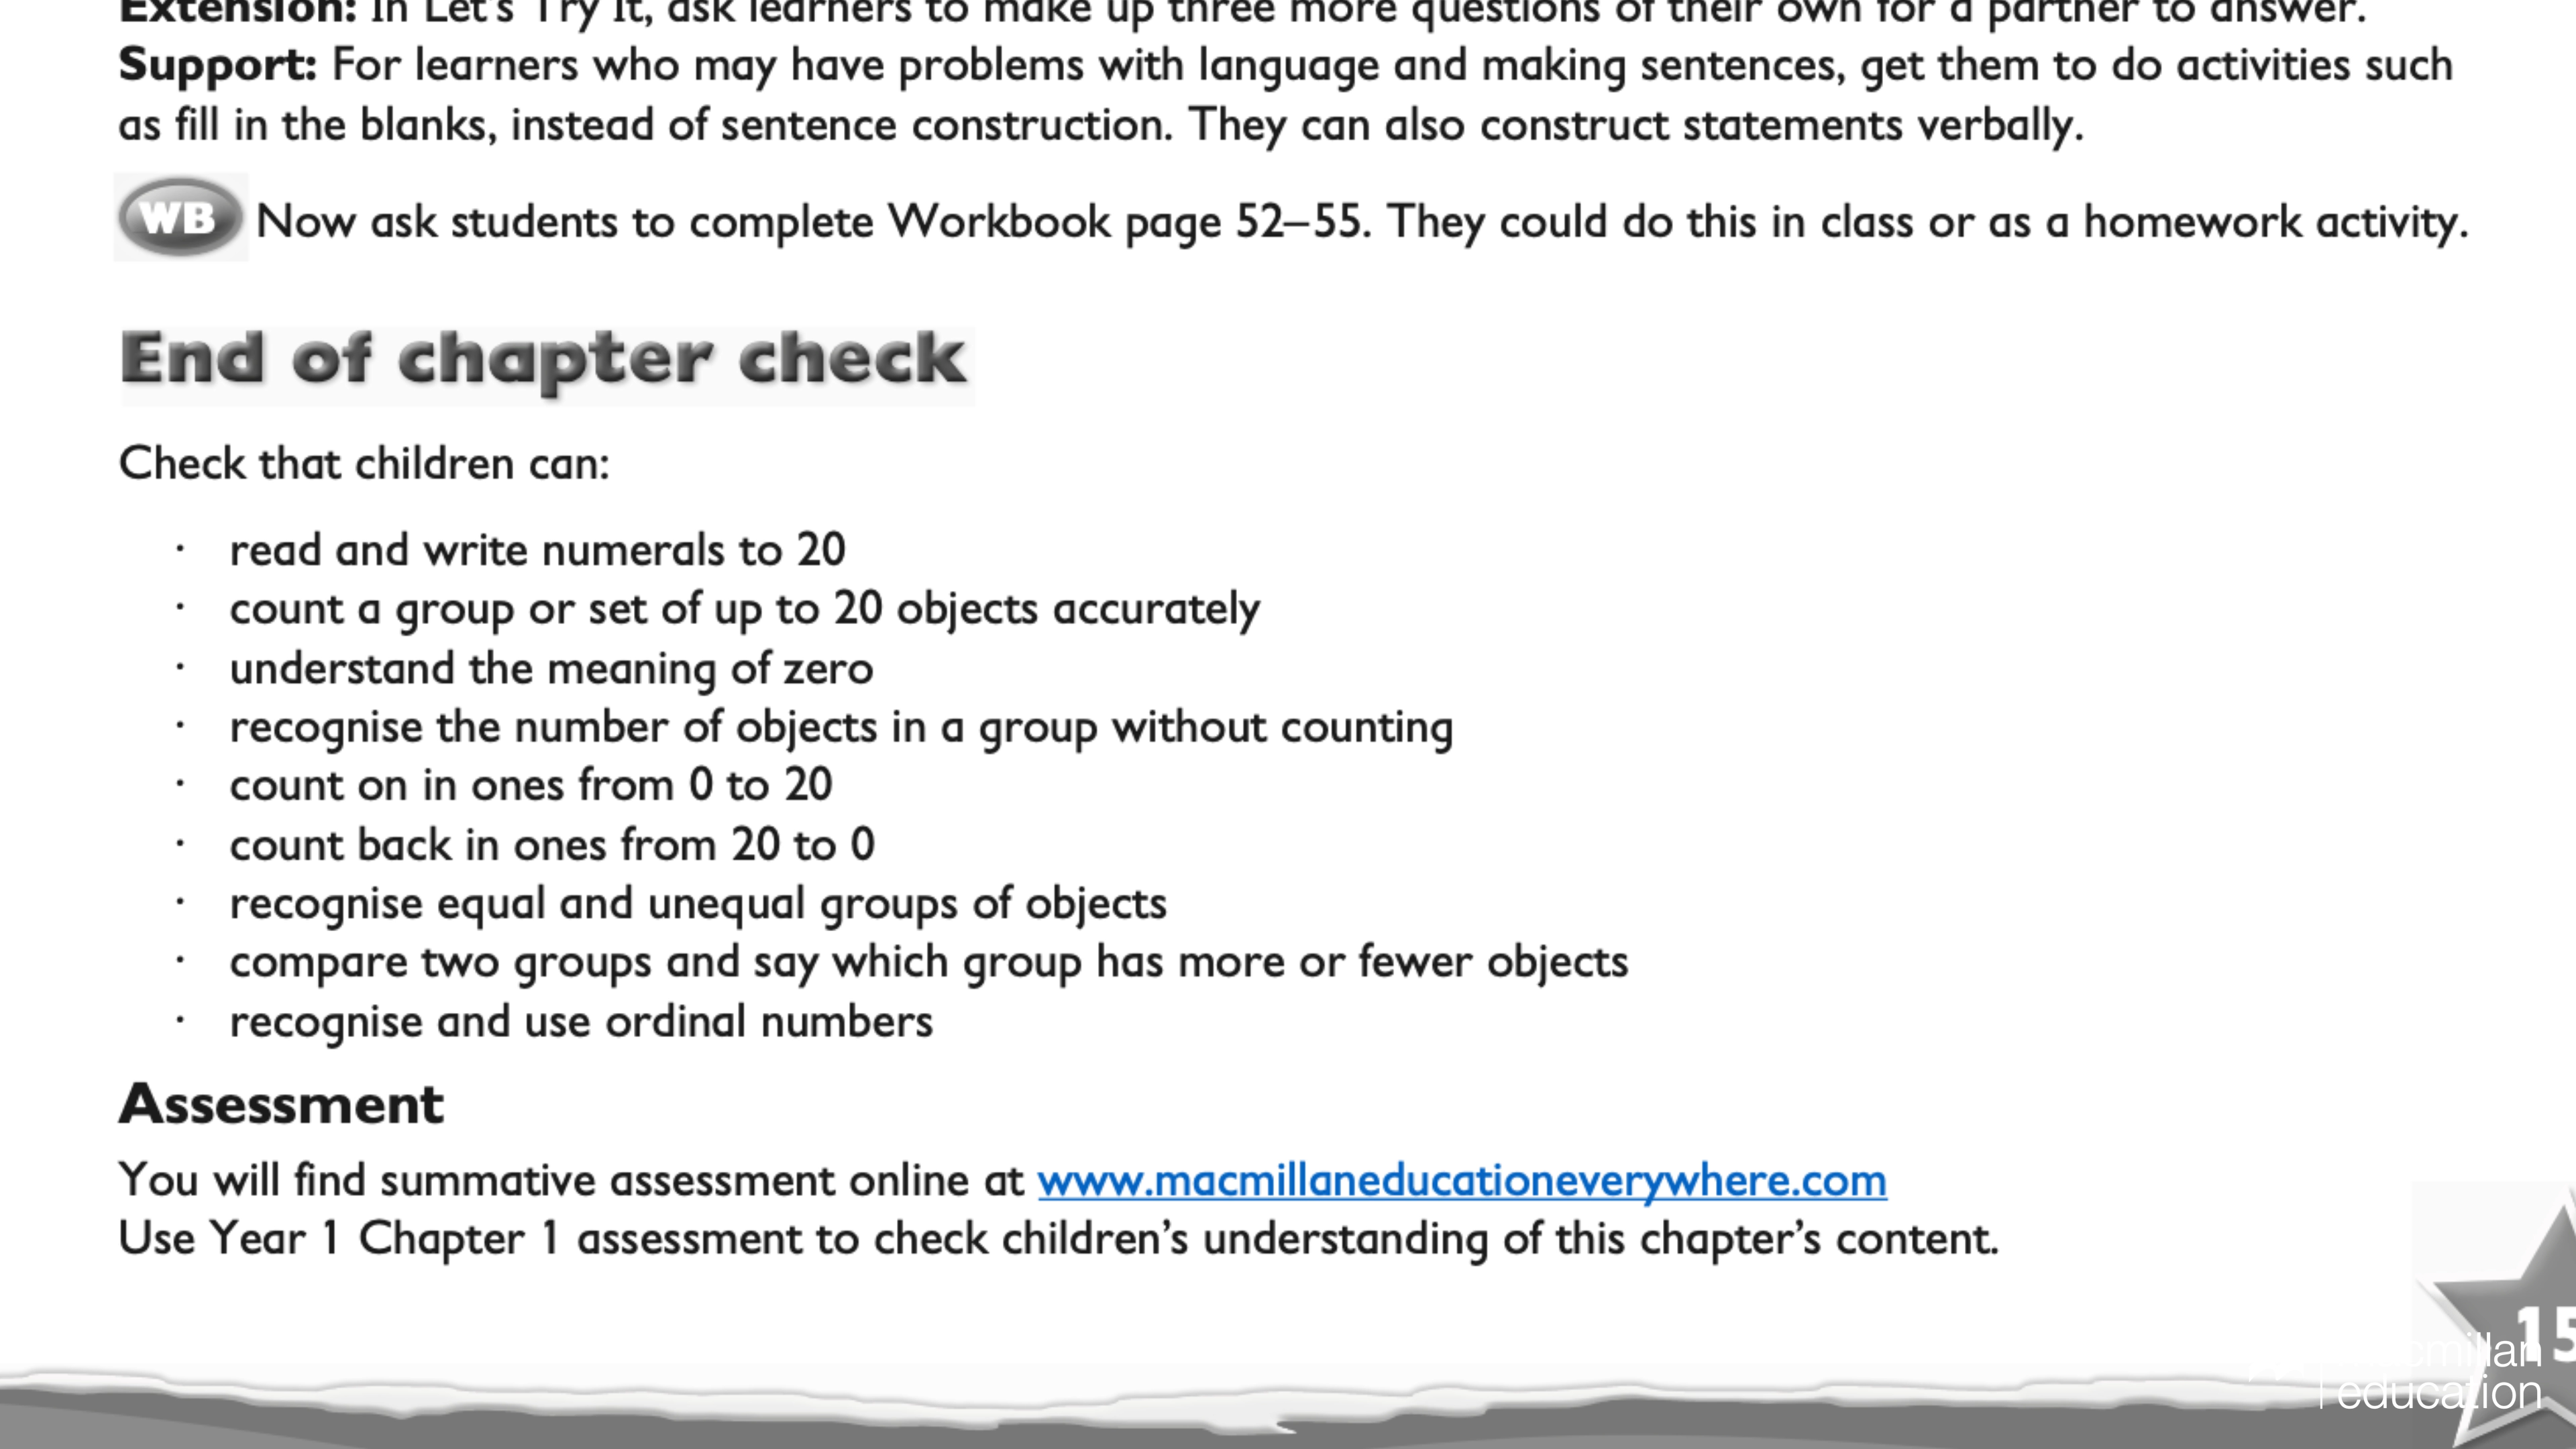 Extension: In Let's Try It, ask learners to make up three more questions of their own for a partner to answer.
Support: For learners who may have problems with language and making sentences, get them to do activities such
as fill in the blanks, instead of sentence construction. They can also construct statements verbally.
WB Now ask students to complete Workbook page 52–55. They could do this in class or as a homework activity.
End of chapter check
Check that children can:
· read and write numerals to 20
· count a group or set of up to 20 objects accurately
· understand the meaning of zero
· recognise the number of objects in a group without counting
· count on in ones from 0 to 20
· count back in ones from 20 to 0
· recognise equal and unequal groups of objects
· compare two groups and say which group has more or fewer objects
· recognise and use ordinal numbers
Assessment
You will find summative assessment online at www.macmillaneducationeverywhere.com
Use Year 1 Chapter 1 assessment to check children’s understanding of this chapter’s content.
15
macmillan
education